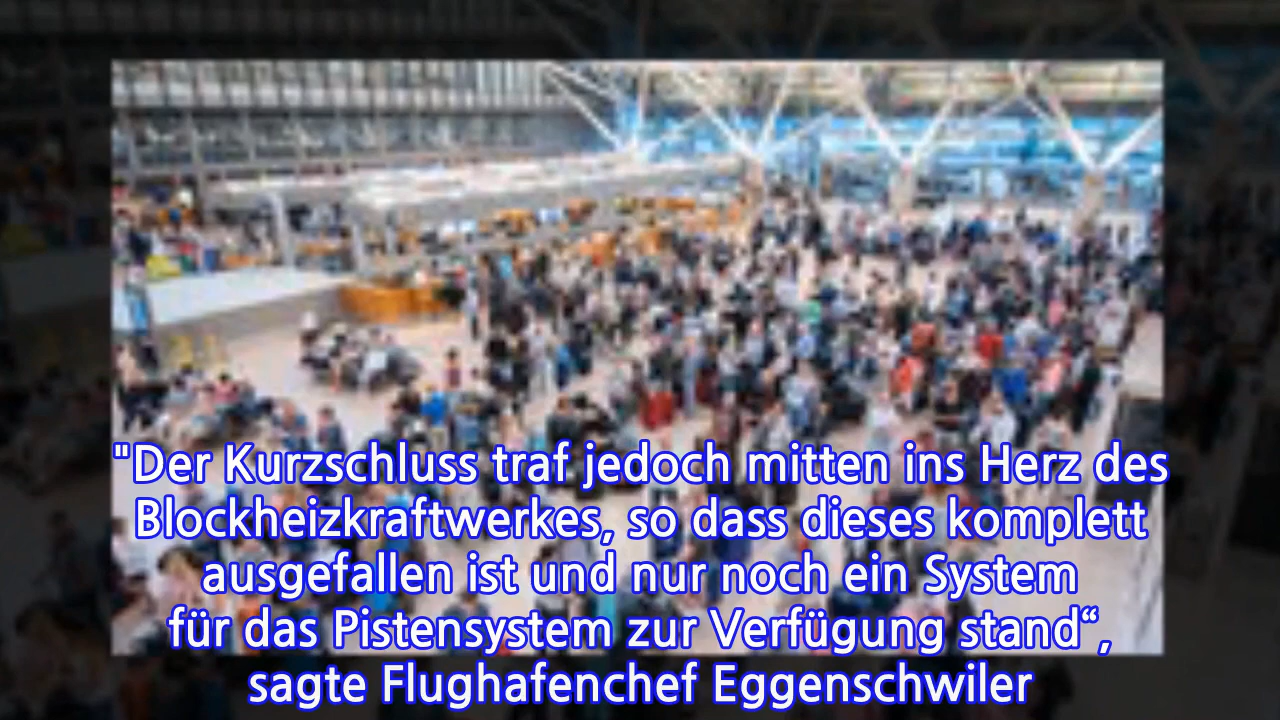 "Der Kurzschluss traf jedoch mitten ins Herz des
Blockheizkraftwerkes, so dass dieses komplett
ausgefallen ist und nur noch ein System
für das Pistensystem zur Verfügung stand“,
sagte Flughafenchef Eggenschwiler